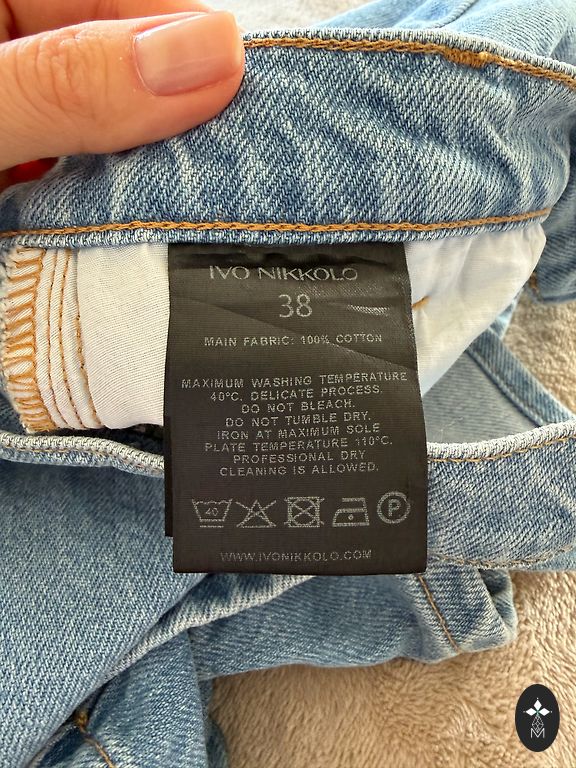 IVO NIKKOLO
38
MAIN FABRIC: 100% COTTON
MAXIMUM WASHING TEMPERATURE
40°C. DELICATE PROCESS.
DO NOT BLEACH.
DO NOT TUMBLE DRY.
IRON AT MAXIMUM SOLE
PLATE TEMPERATURE 110°C.
PROFESSIONAL DRY
CLEANING IS ALLOWED.
40 P
WWW.IVONIKKOLO.COM
M